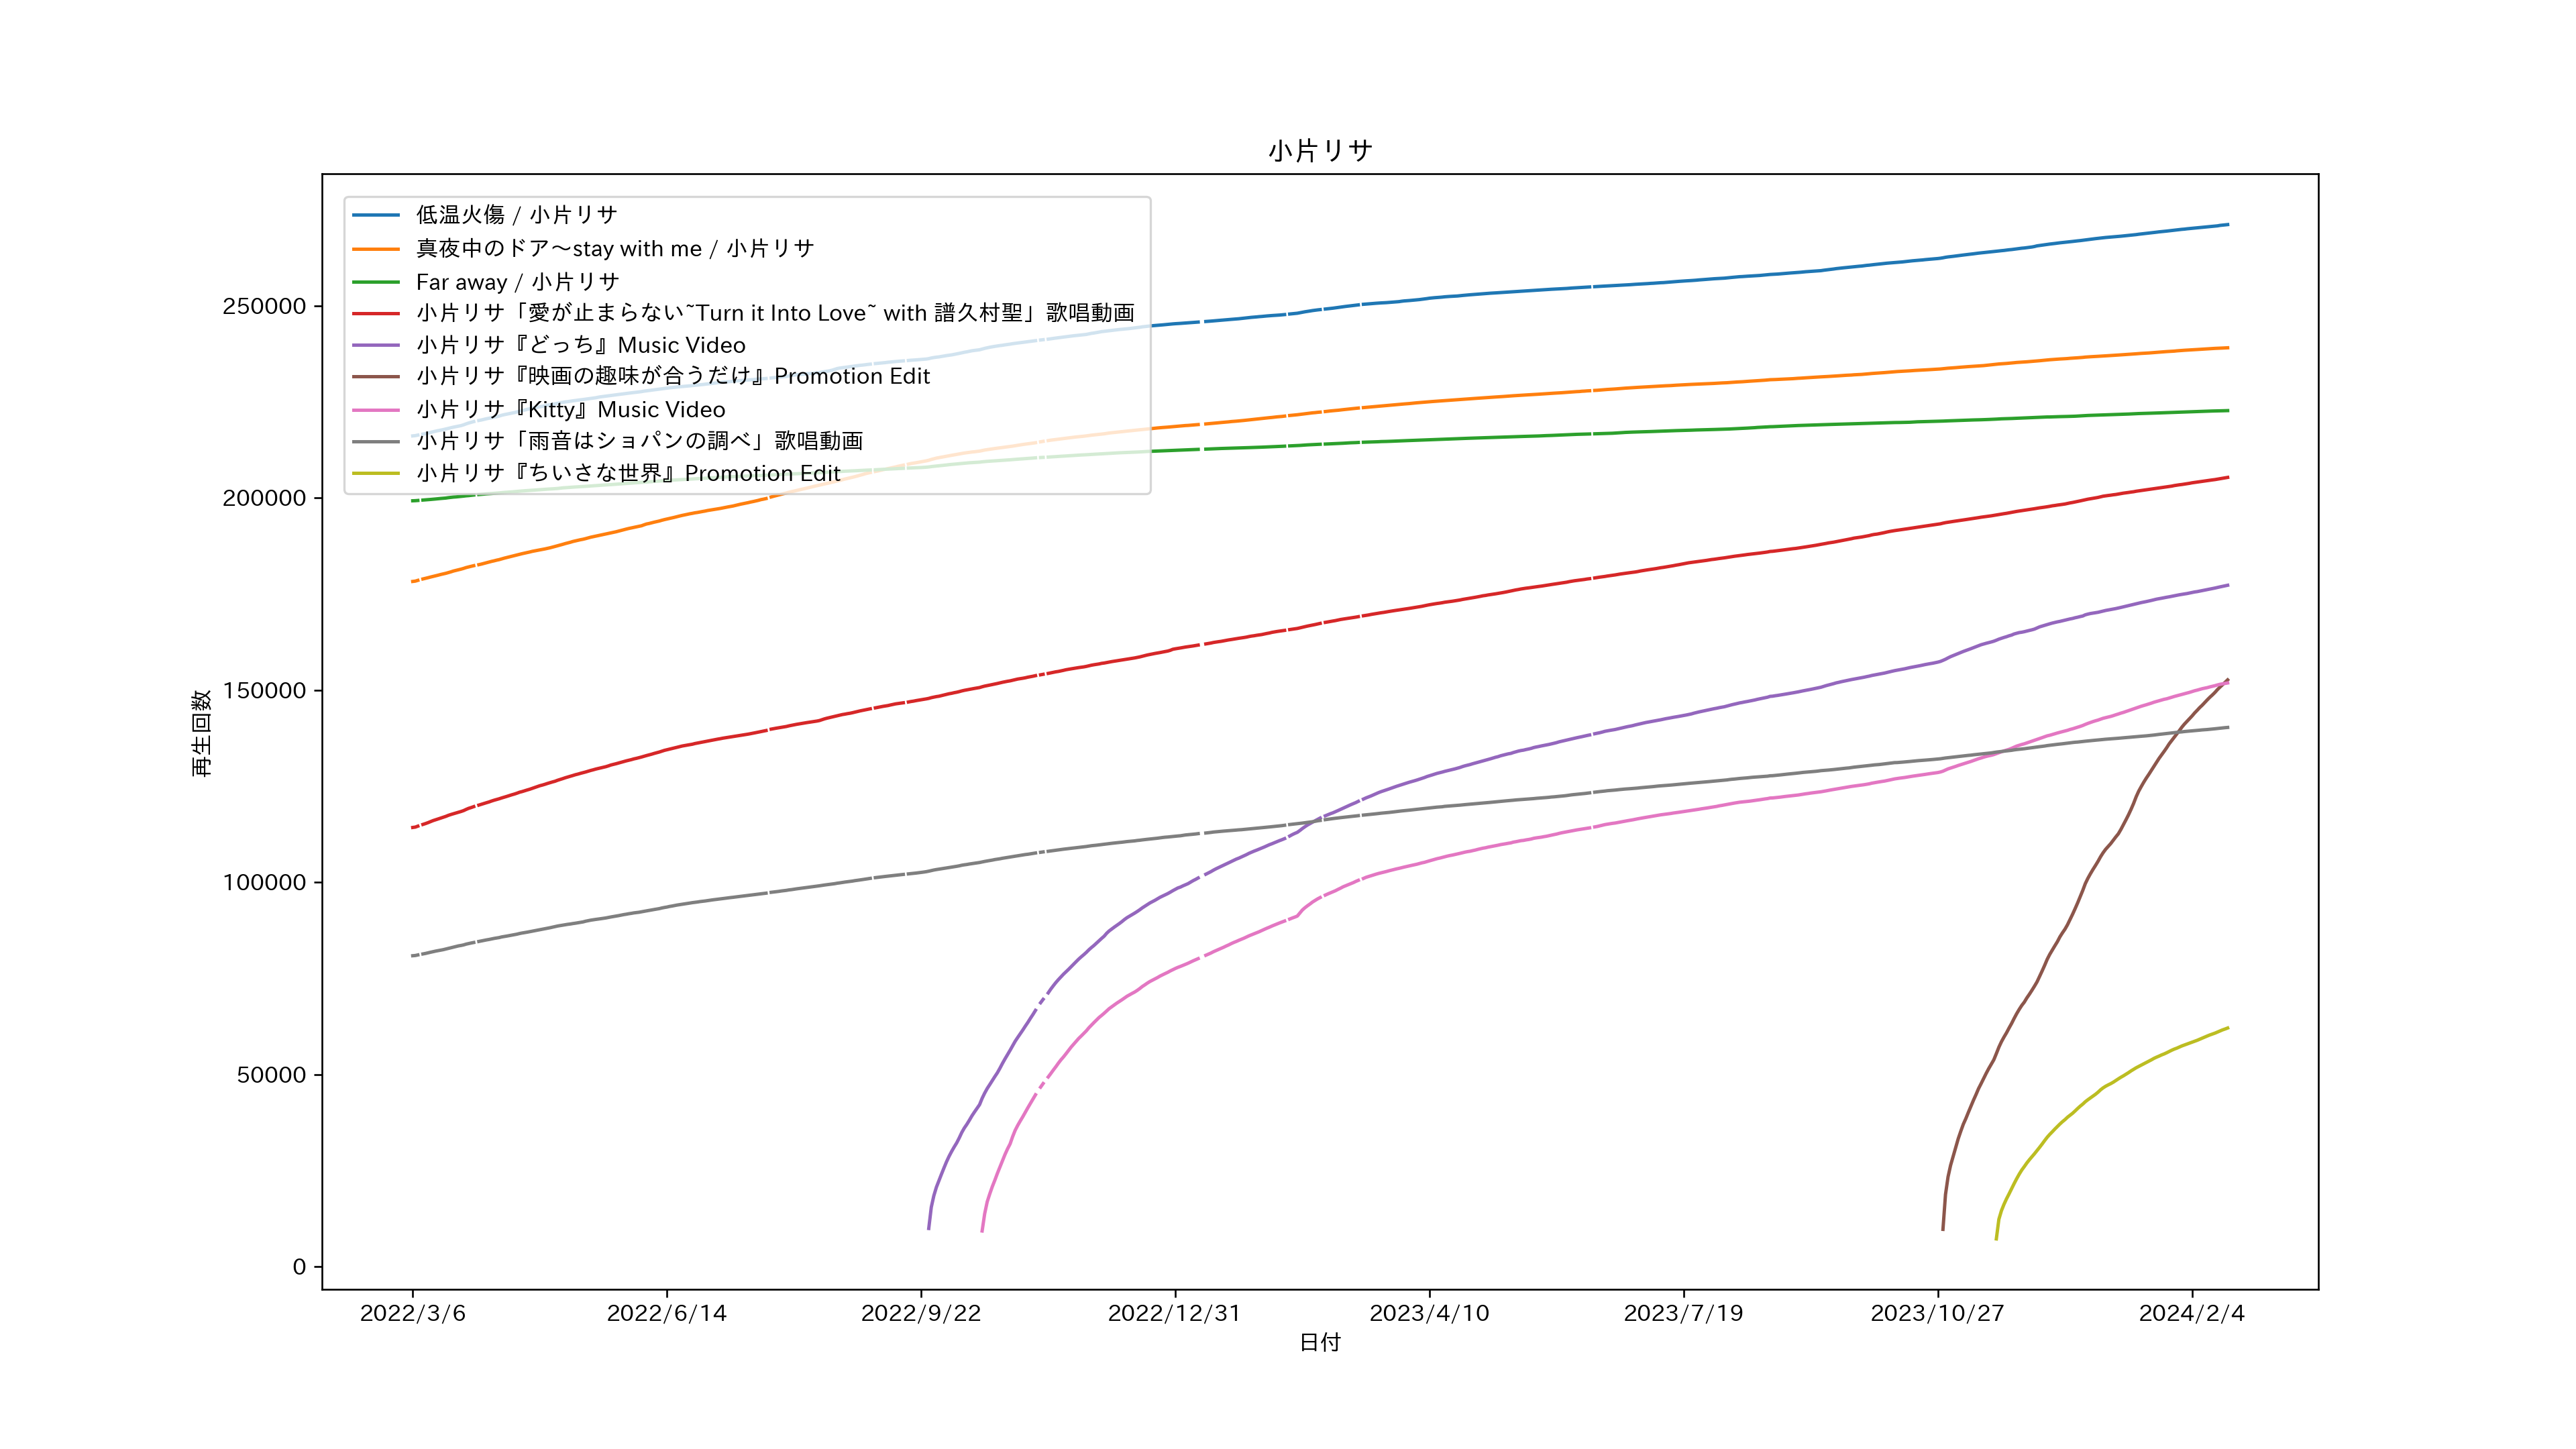 小片リサ
低温火傷 / 小片リサ
真夜中のドア〜stay with me / 小片リサ
Far away / 小片リサ
小片リサ「愛が止まらない~Turn it Into Love~ with 譜久村聖」歌唱動画
小片リサ『どっち』Music Video
小片リサ『映画の趣味が合うだけ』Promotion Edit
小片リサ『Kitty』Music Video
小片リサ「雨音はショパンの調べ」歌唱動画
小片リサ『ちいさな世界』Promotion Edit
再生回数
250000
200000
150000
100000
50000
0
2022/3/6
2022/6/14
2022/9/22
2022/12/31
2023/4/10
2023/7/19
2023/10/27
2024/2/4
日付